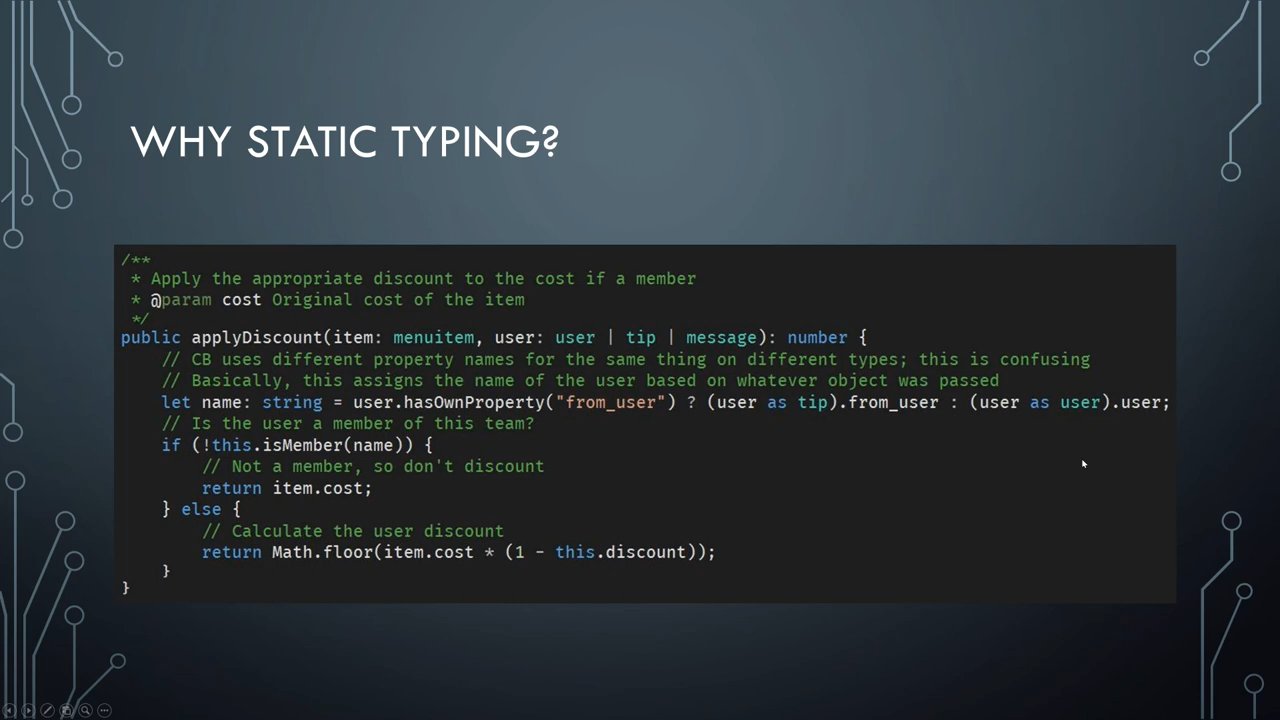 WHY STATIC TYPING?
/**
 * Apply the appropriate discount to the cost if a member
 * @param cost Original cost of the item
 */
public applyDiscount(item: menuitem, user: user | tip | message): number {
    // CB uses different property names for the same thing on different types; this is confusing
    // Basically, this assigns the name of the user based on whatever object was passed
    let name: string = user.hasOwnProperty("from_user") ? (user as tip).from_user : (user as user).user;
    // Is the user a member of this team?
    if (!this.isMember(name)) {
        // Not a member, so don't discount
        return item.cost;
    } else {
        // Calculate the user discount
        return Math.floor(item.cost * (1 - this.discount));
    }
}